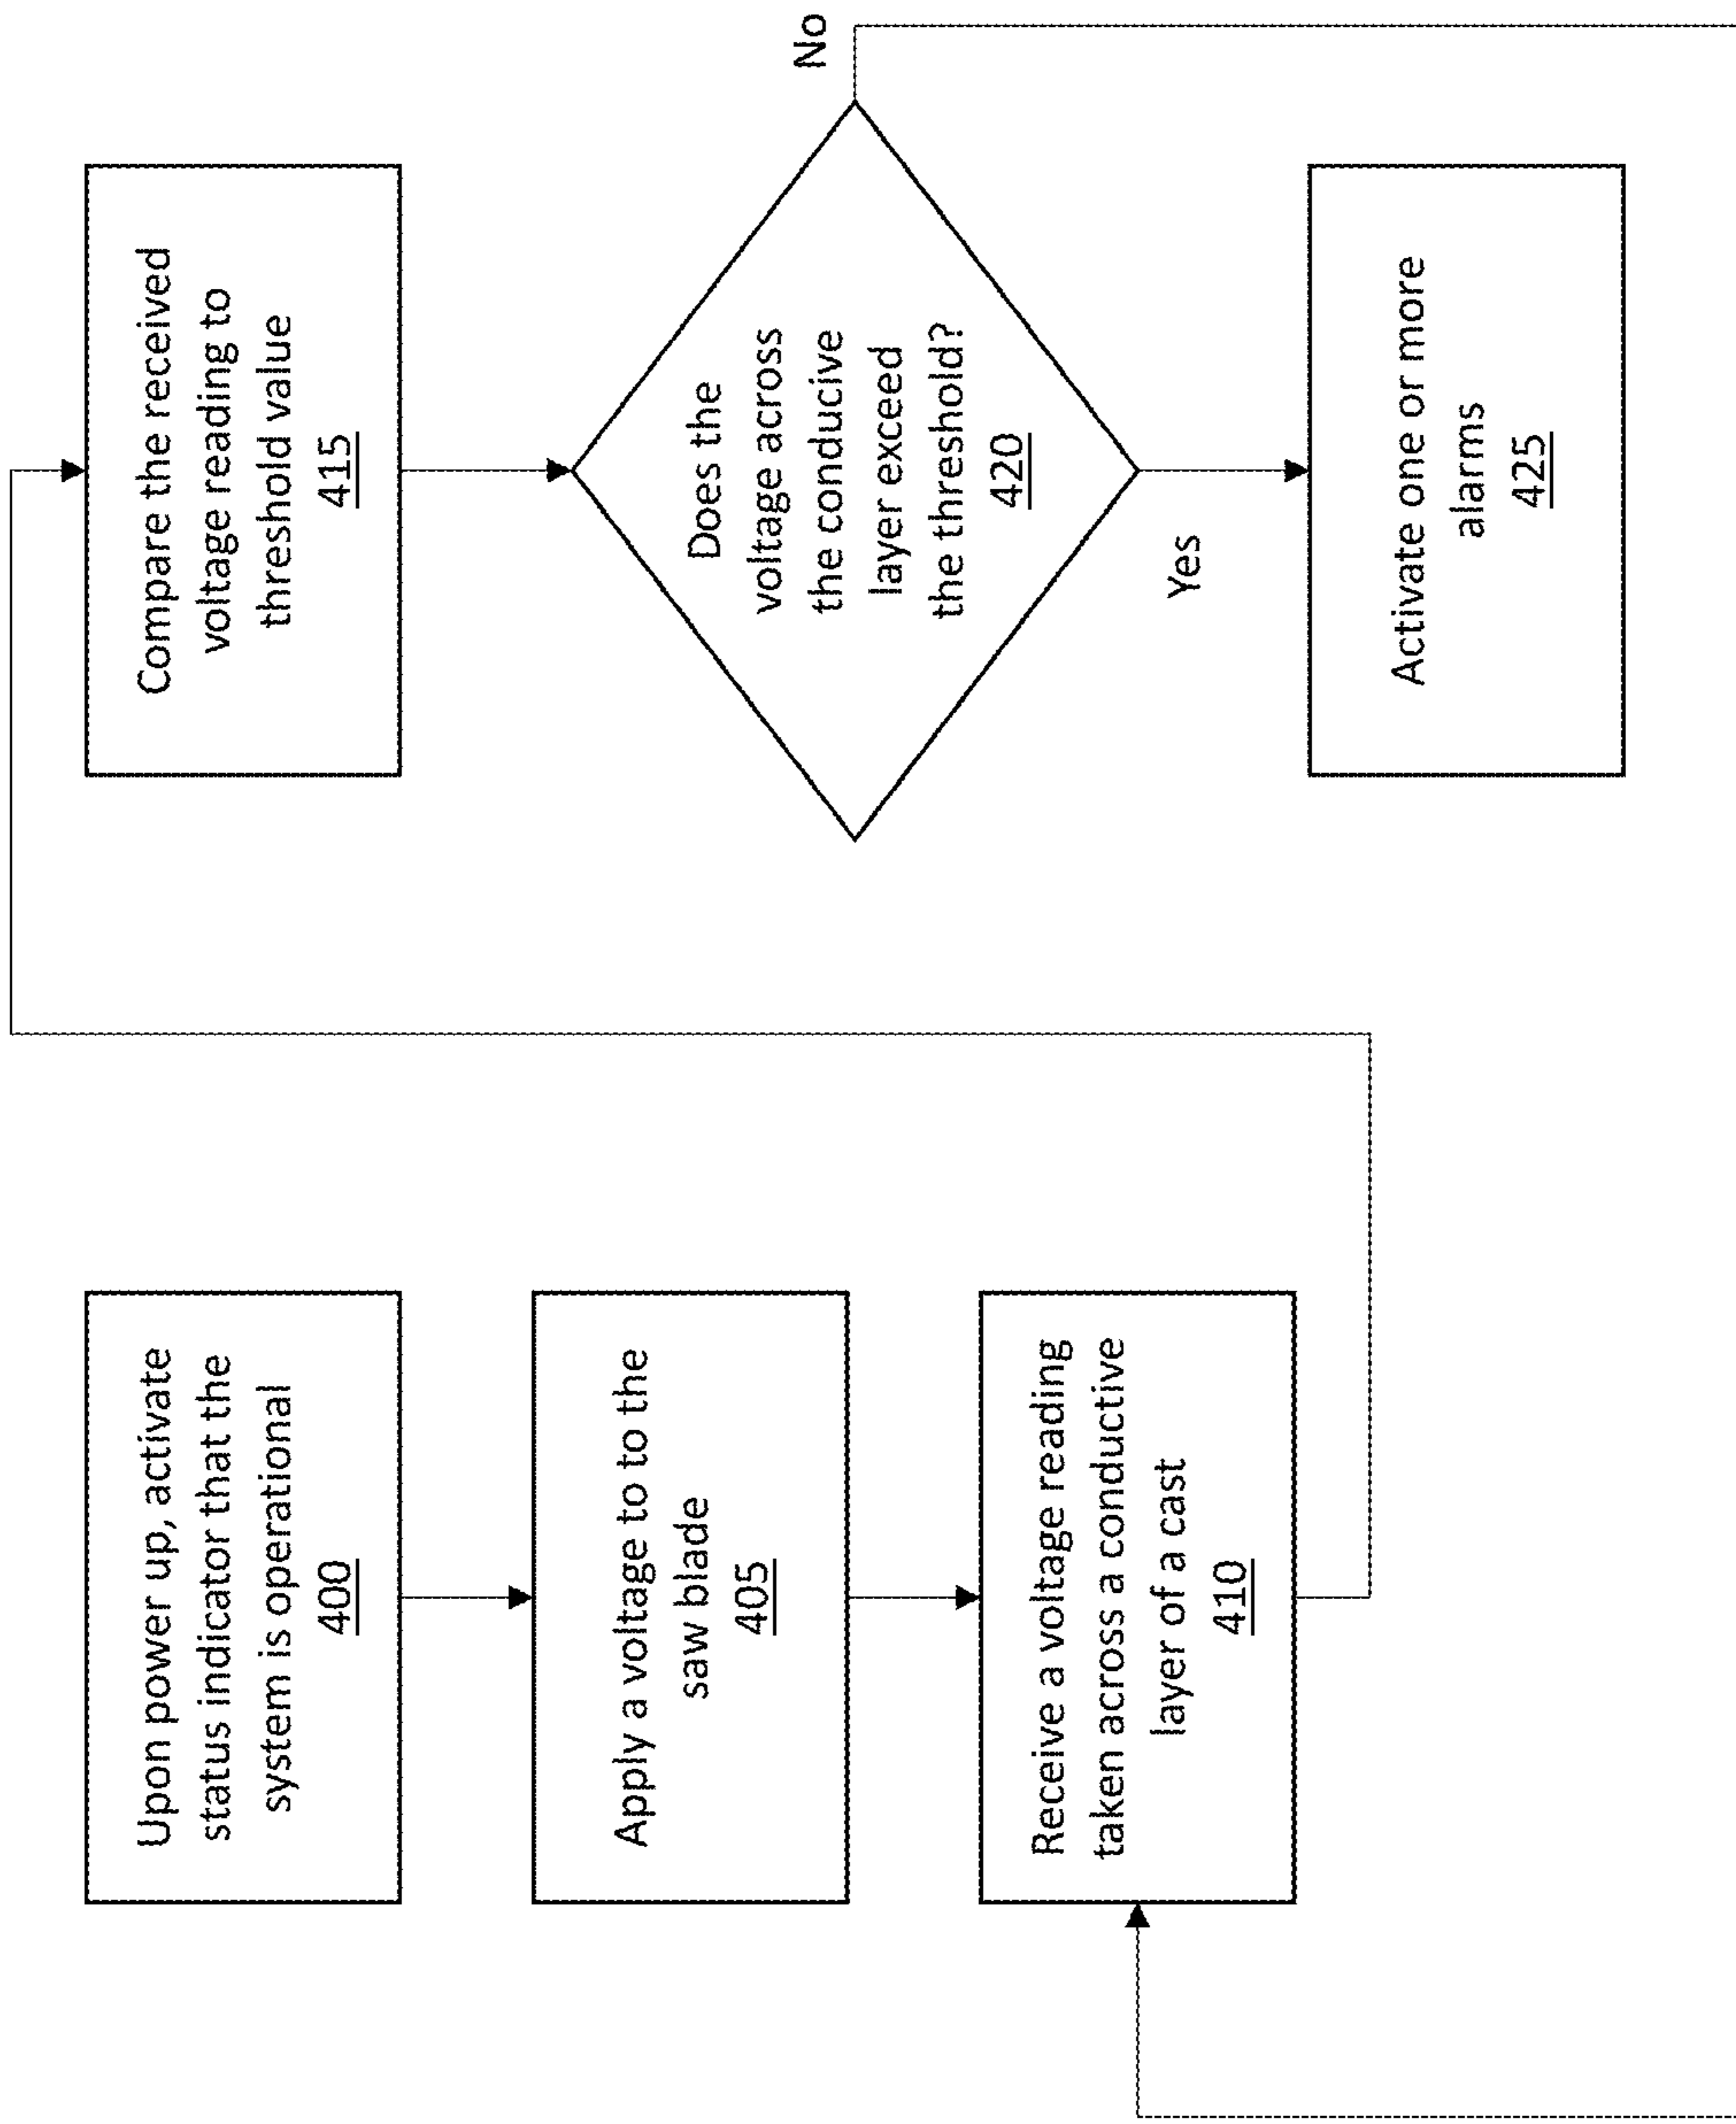 Upon power up, activate
status indicator that the
system is operational
400
Apply a voltage to to the
saw blade
405
Receive a voltage reading
taken across a conductive
layer of a cast
410
Compare the received
voltage reading to
threshold value
415
Does the
voltage across
the conducive
layer exceed
the threshold?
420
No
Yes
Activate one or more
alarms
425